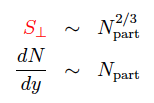 S⊥ ∼ N_part^{2/3}
dN/dy ∼ N_part